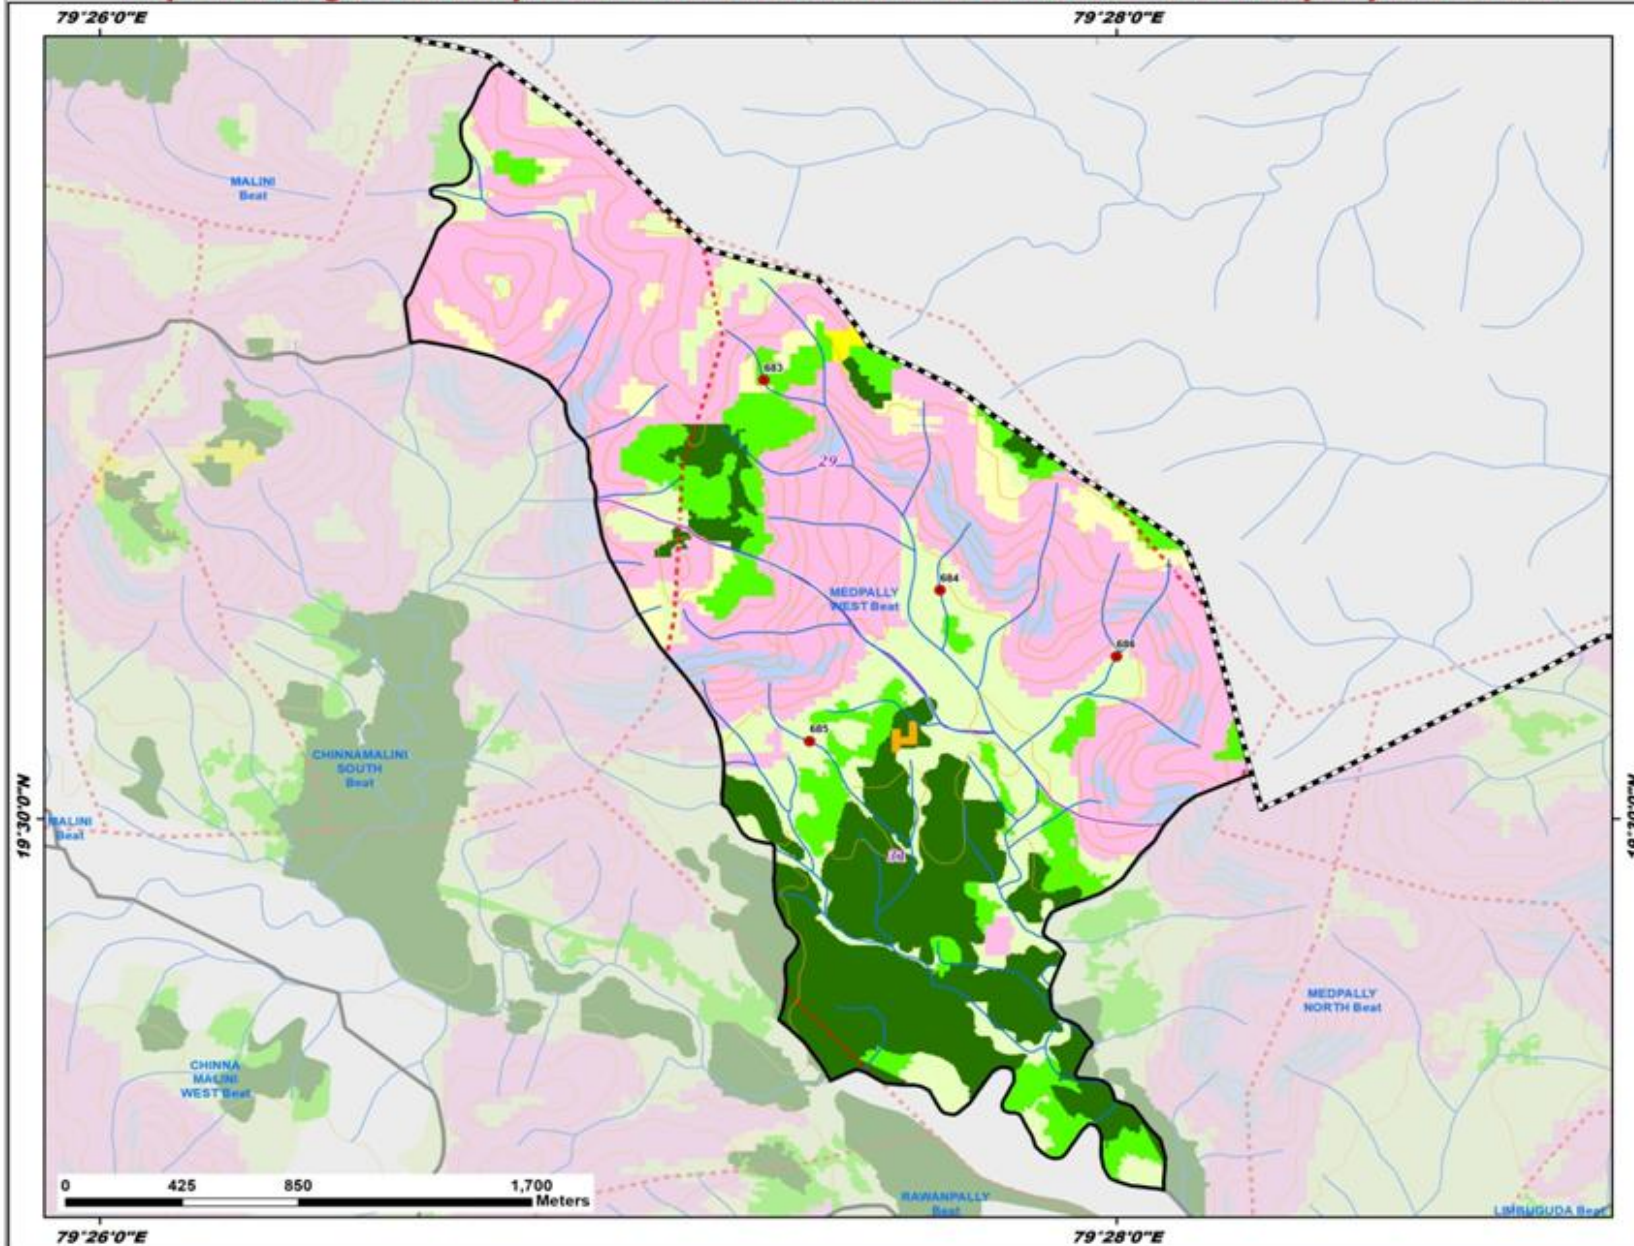 79°26'0"E
79°28'0"E
MALINI
Beat
683
29
684
MEDPALLY
WEST Beat
686
685
CHINNAMALINI
SOUTH
Beat
19°30'0"N
MALINI
Beat
31
MEDPALLY
NORTH Beat
CHINNA
MALINI
WEST Beat
0 425 850 1,700
Meters
RAWANPALLY
Beat
LIMBUGUDA Beat
79°26'0"E
79°28'0"E